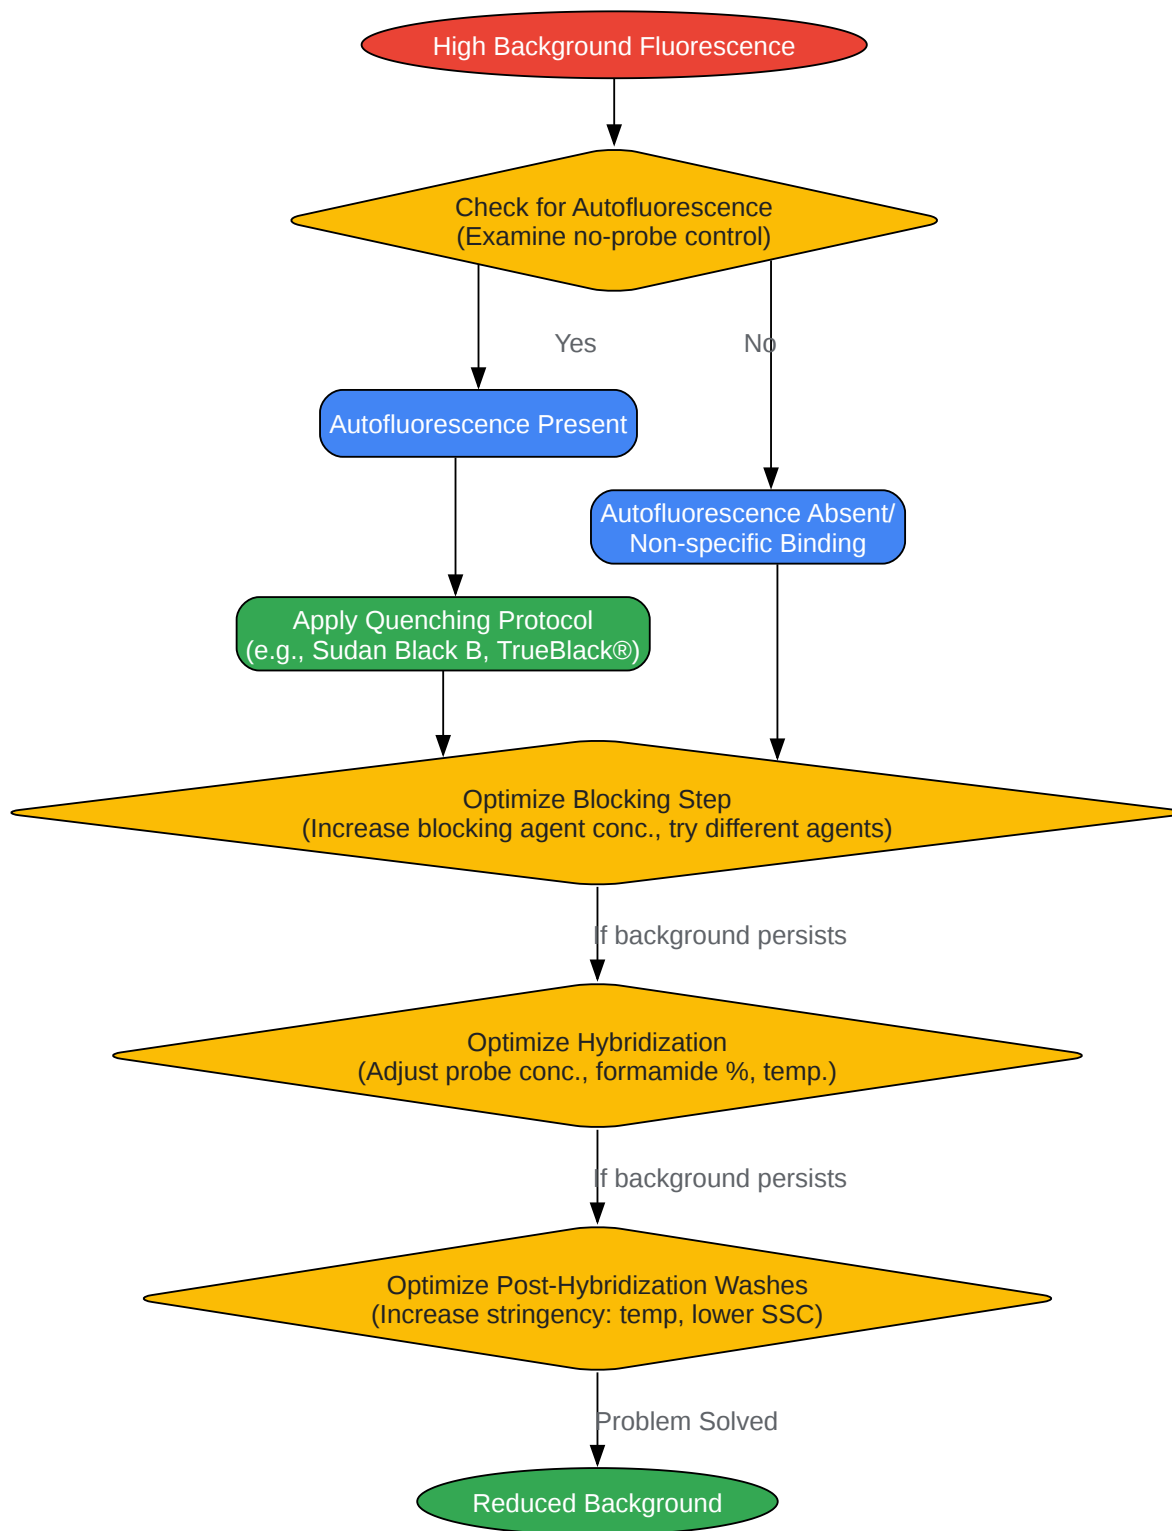 High Background Fluorescence
Check for Autofluorescence
(Examine no-probe control)
Yes
No
Autofluorescence Present
Autofluorescence Absent/
Non-specific Binding
Apply Quenching Protocol
(e.g., Sudan Black B, TrueBlack®)
Optimize Blocking Step
(Increase blocking agent conc., try different agents)
If background persists
Optimize Hybridization
(Adjust probe conc., formamide %, temp.)
If background persists
Optimize Post-Hybridization Washes
(Increase stringency: temp, lower SSC)
Problem Solved
Reduced Background